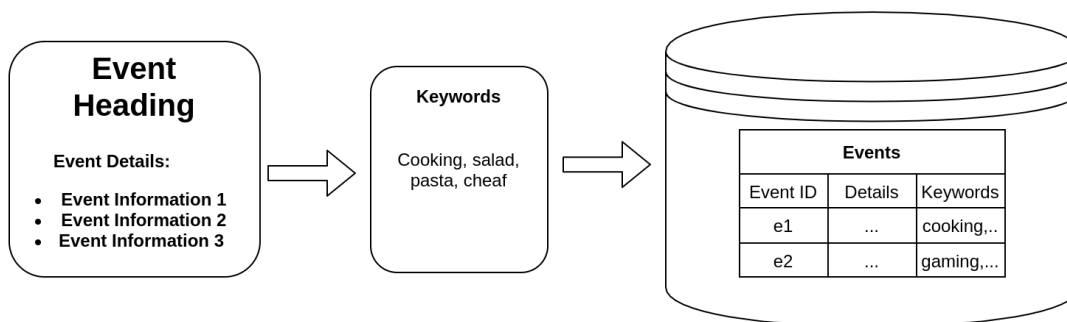 Event
Heading
Event Details:
Event Information 1
Event Information 2
Event Information 3
Keywords
Cooking, salad,
pasta, cheaf
Events
Event ID Details Keywords
e1 ... cooking,..
e2 ... gaming,...